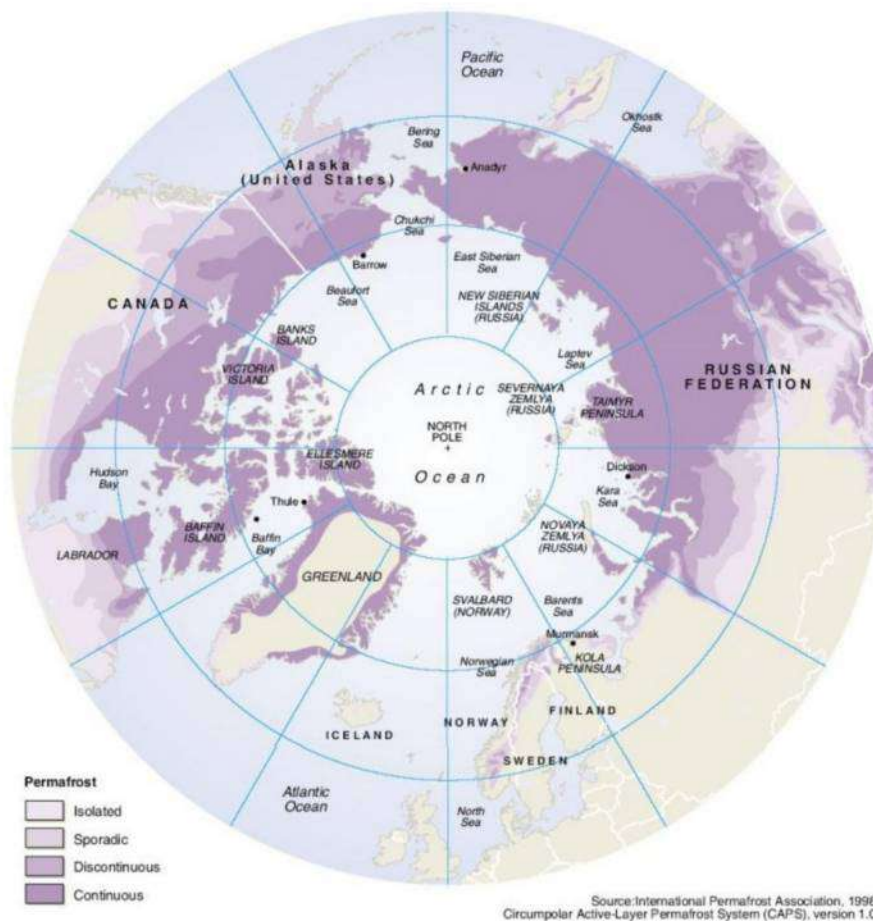 Pacific
Ocean
Okhostk
Sea
Bering
Sea
Anadyr
Alaska
(United States)
Chukchi
Sea
Barrow
East Siberian
Sea
Beaufort
Sea
NEW SIBERIAN
ISLANDS
(RUSSIA)
CANADA
BANKS
ISLAND
Laptev
Sea
VICTORIA
ISLAND
Arctic
SEVERNAYA
ZEMLYA
(RUSSIA)
RUSSIAN
FEDERATION
TAIMYR
PENINSULA
NORTH
POLE
ELLESMERE
ISLAND
Ocean
Hudson
Bay
Dickson
Kara
Sea
Thule
BAFFIN
ISLAND
Baffin
Bay
NOVAYA
ZEMLYA
(RUSSIA)
LABRADOR
GREENLAND
SVALBARD
(NORWAY)
Barents
Sea
Murmansk
KOLA
PENINSULA
Norwegian
Sea
FINLAND
NORWAY
ICELAND
SWEDEN
Atlantic
Ocean
North
Sea
Permafrost
Isolated
Sporadic
Discontinuous
Continuous
Source:International Permafrost Association, 1998
Circumpolar Active-Layer Permafrost System (CAPS), version 1.0